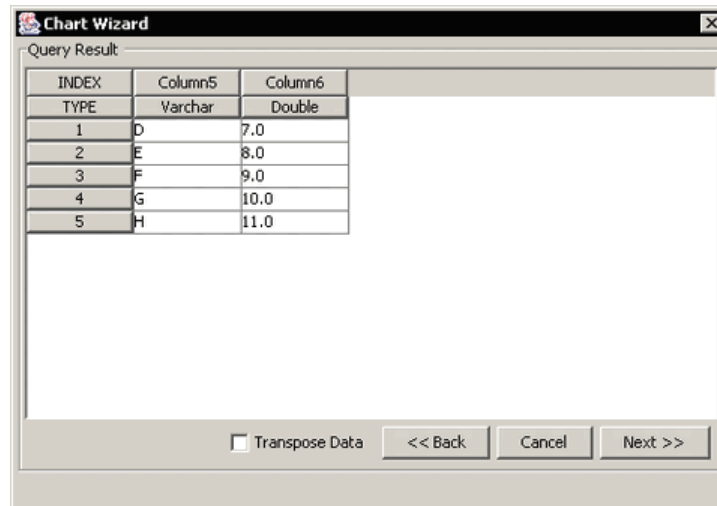 Chart Wizard
Query Result
INDEX Column5 Column6
TYPE Varchar Double
1 D 7.0
2 E 8.0
3 F 9.0
4 G 10.0
5 H 11.0
Transpose Data << Back Cancel Next >>